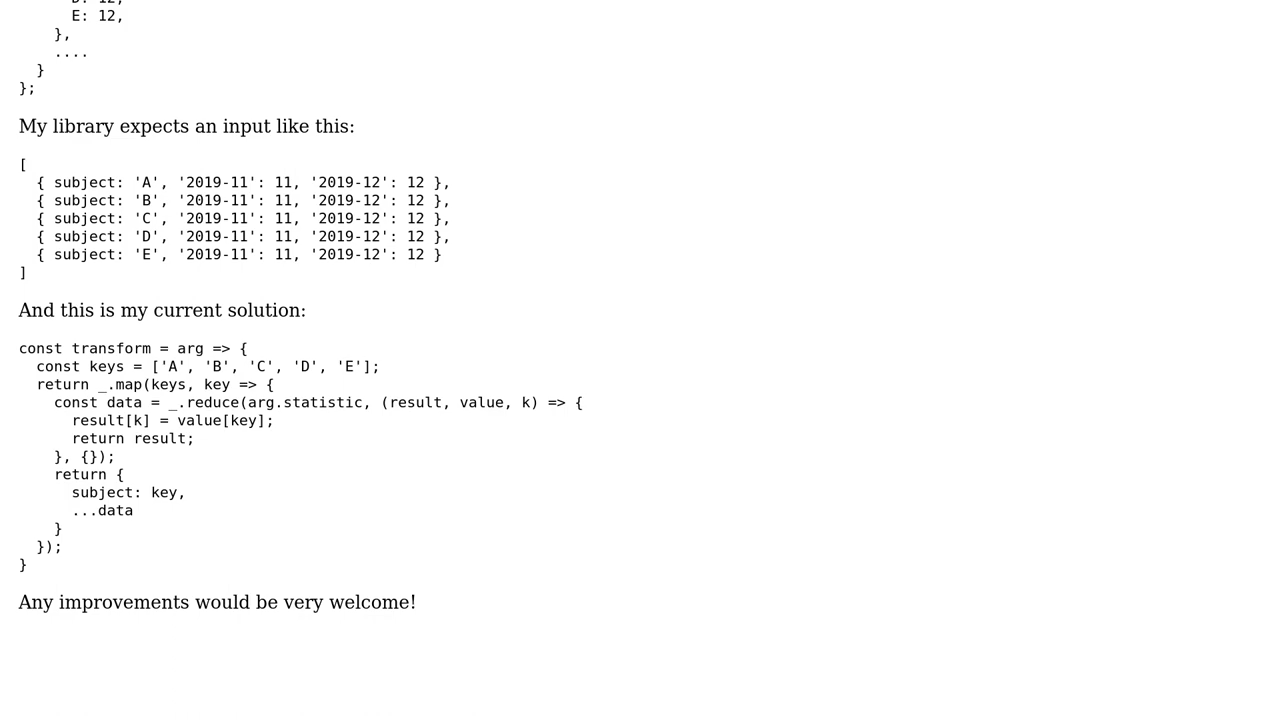 D: 12,
E: 12,
},
....
}
};
My library expects an input like this:
[
{ subject: 'A', '2019-11': 11, '2019-12': 12 },
{ subject: 'B', '2019-11': 11, '2019-12': 12 },
{ subject: 'C', '2019-11': 11, '2019-12': 12 },
{ subject: 'D', '2019-11': 11, '2019-12': 12 },
{ subject: 'E', '2019-11': 11, '2019-12': 12 }
]
And this is my current solution:
const transform = arg => {
const keys = ['A', 'B', 'C', 'D', 'E'];
return _.map(keys, key => {
const data = _.reduce(arg.statistic, (result, value, k) => {
result[k] = value[key];
return result;
}, {});
return {
subject: key,
...data
}
});
}
Any improvements would be very welcome!